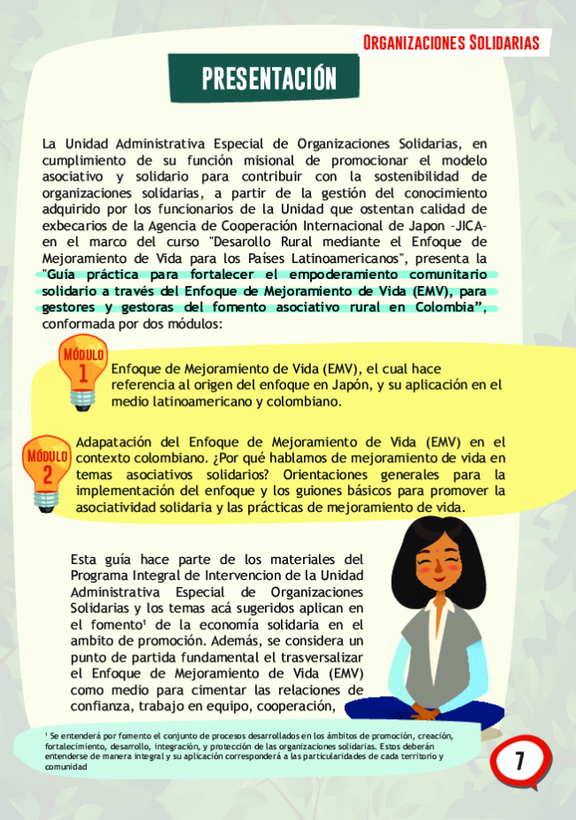 ORGANIZACIONES SOLIDARIAS
PRESENTACIÓN
La Unidad Administrativa Especial de Organizaciones Solidarias, en
cumplimiento de su función misional de promocionar el modelo
asociativo y solidario para contribuir con la sostenibilidad de
organizaciones solidarias, a partir de la gestión del conocimiento
adquirido por los funcionarios de la Unidad que ostentan calidad de
exbecarios de la Agencia de Cooperación Internacional de Japon -JICA-
en el marco del curso "Desarollo Rural mediante el Enfoque de
Mejoramiento de Vida para los Países Latinoamericanos", presenta la
"Guía práctica para fortalecer el empoderamiento comunitario
solidario a través del Enfoque de Mejoramiento de Vida (EMV), para
gestores y gestoras del fomento asociativo rural en Colombia”,
conformada por dos módulos:
MÓDULO
1
Enfoque de Mejoramiento de Vida (EMV), el cual hace
referencia al origen del enfoque en Japón, y su aplicación en el
medio latinoamericano y colombiano.
MÓDULO
2
Adapatación del Enfoque de Mejoramiento de Vida (EMV) en el
contexto colombiano. ¿Por qué hablamos de mejoramiento de vida en
temas asociativos solidarios? Orientaciones generales para la
implementación del enfoque y los guiones básicos para promover la
asociatividad solidaria y las prácticas de mejoramiento de vida.
Esta guía hace parte de los materiales del
Programa Integral de Intervencion de la Unidad
Administrativa Especial de Organizaciones
Solidarias y los temas acá sugeridos aplican en
el fomento¹ de la economía solidaria en el
ambito de promoción. Además, se considera un
punto de partida fundamental el trasversalizar
el Enfoque de Mejoramiento de Vida (EMV)
como medio para cimentar las relaciones de
confianza, trabajo en equipo, cooperación,
¹ Se entenderá por fomento el conjunto de procesos desarrollados en los ámbitos de promoción, creación,
fortalecimiento, desarrollo, integración, y protección de las organizaciones solidarias. Estos deberán
entenderse de manera integral y su aplicación corresponderá a las particularidades de cada territorio y
comunidad
7